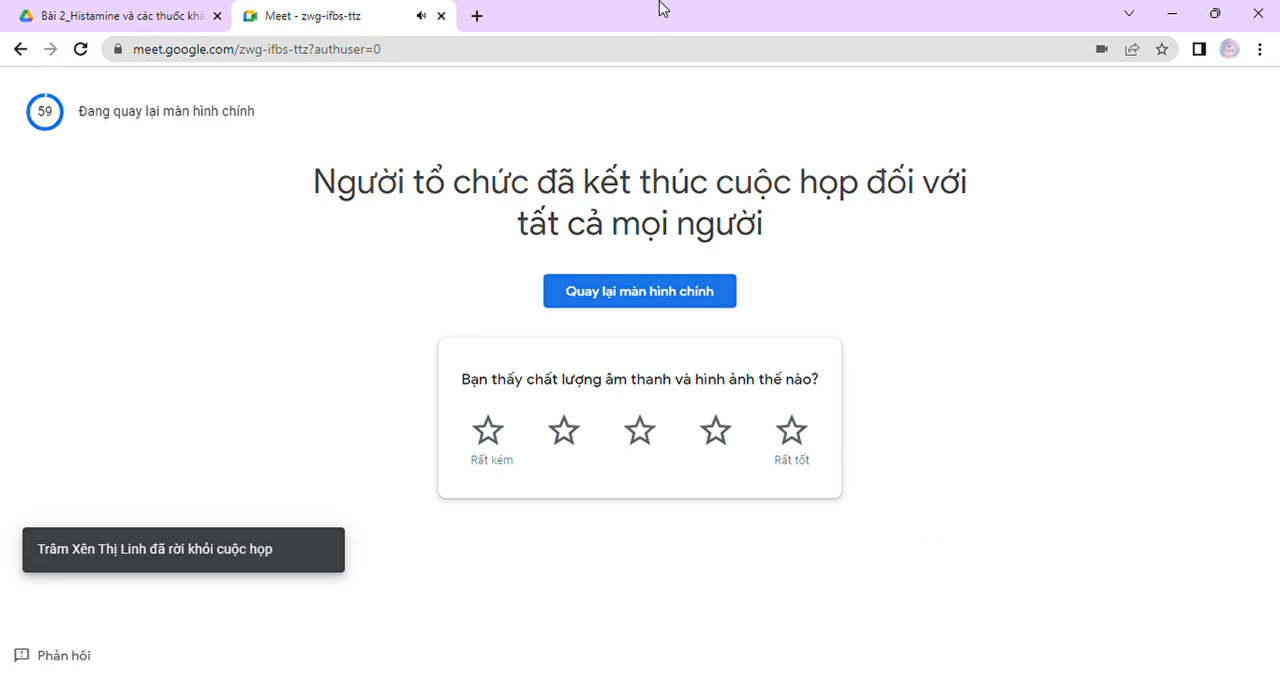 Bài 2_Histamine và các thuốc khá
Meet - zwg-ifbs-ttz
meet.google.com/zwg-ifbs-ttz?authuser=0
59
Đang quay lại màn hình chính
Người tổ chức đã kết thúc cuộc họp đối với
tất cả mọi người
Quay lại màn hình chính
Bạn thấy chất lượng âm thanh và hình ảnh thế nào?
Rất kém
Rất tốt
Trâm Xên Thị Linh đã rời khỏi cuộc họp
Phản hồi